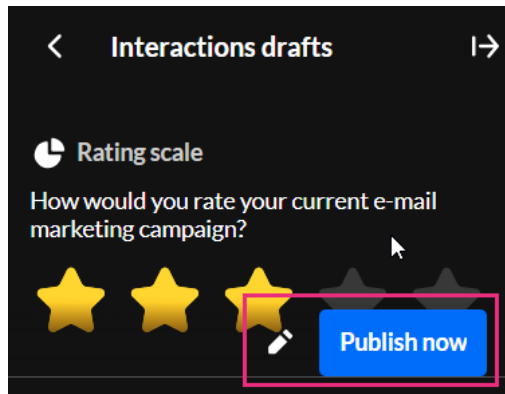 Interactions drafts
Rating scale
How would you rate your current e-mail
marketing campaign?
Publish now